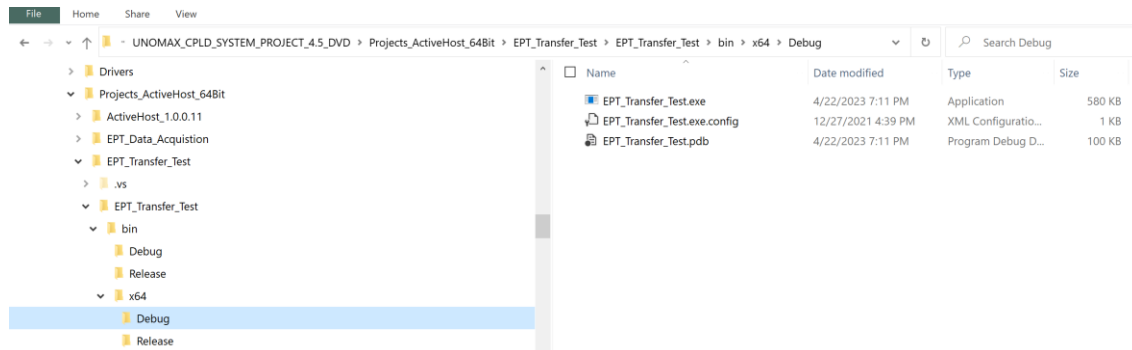 File Home Share View
UNOMAX_CPLD_SYSTEM_PROJECT_4.5_DVD > Projects_ActiveHost_64Bit > EPT_Transfer_Test > EPT_Transfer_Test > bin > x64 > Debug
Search Debug
Drivers
Projects_ActiveHost_64Bit
ActiveHost_1.0.0.11
EPT_Data_Acquistion
EPT_Transfer_Test
.vs
EPT_Transfer_Test
bin
Debug
Release
x64
Debug
Release
Name Date modified Type Size
EPT_Transfer_Test.exe 4/22/2023 7:11 PM Application 580 KB
EPT_Transfer_Test.exe.config 12/27/2021 4:39 PM XML Configuratio... 1 KB
EPT_Transfer_Test.pdb 4/22/2023 7:11 PM Program Debug D... 100 KB